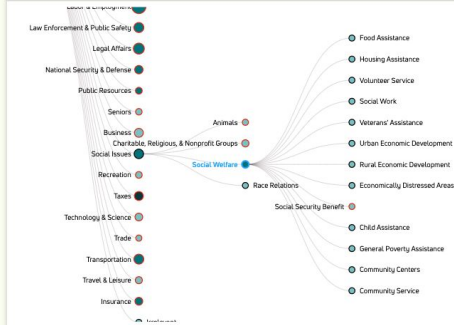 Labor & Employment
Law Enforcement & Public Safety
Legal Affairs
National Security & Defense
Public Resources
Seniors
Business
Social Issues
Recreation
Taxes
Technology & Science
Trade
Transportation
Travel & Leisure
Insurance
Animals
Charitable, Religious, & Nonprofit Groups
Social Welfare
Race Relations
Food Assistance
Housing Assistance
Volunteer Service
Social Work
Veterans' Assistance
Urban Economic Development
Rural Economic Development
Economically Distressed Areas
Social Security Benefit
Child Assistance
General Poverty Assistance
Community Centers
Community Service